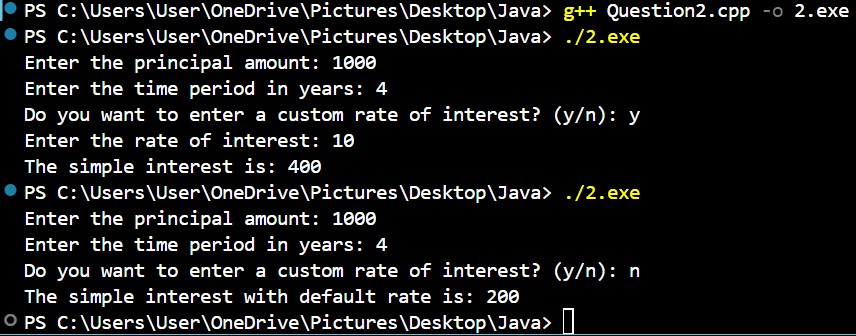 PS C:\Users\User\OneDrive\Pictures\Desktop\Java> g++ Question2.cpp -o 2.exe
PS C:\Users\User\OneDrive\Pictures\Desktop\Java> ./2.exe
Enter the principal amount: 1000
Enter the time period in years: 4
Do you want to enter a custom rate of interest? (y/n): y
Enter the rate of interest: 10
The simple interest is: 400
PS C:\Users\User\OneDrive\Pictures\Desktop\Java> ./2.exe
Enter the principal amount: 1000
Enter the time period in years: 4
Do you want to enter a custom rate of interest? (y/n): n
The simple interest with default rate is: 200
PS C:\Users\User\OneDrive\Pictures\Desktop\Java>